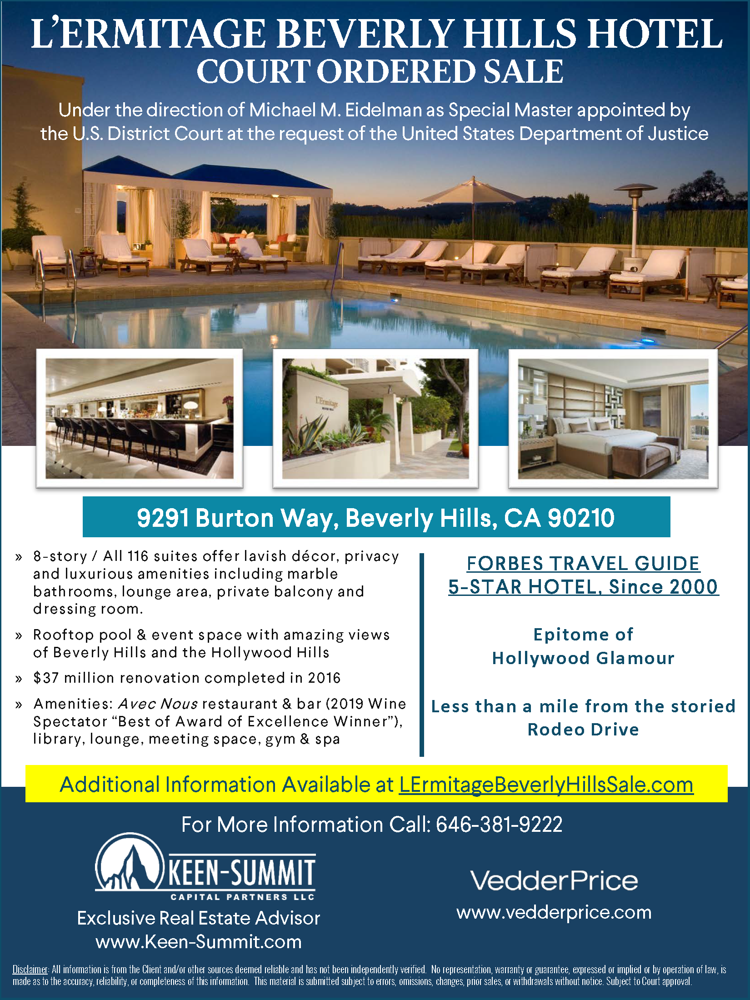 L’ERMITAGE BEVERLY HILLS HOTEL
COURT ORDERED SALE
Under the direction of Michael M. Eidelman as Special Master appointed by
the U.S. District Court at the request of the United States Department of Justice
L'Ermitage
9291 Burton Way, Beverly Hills, CA 90210
» 8-story / All 116 suites offer lavish décor, privacy
and luxurious amenities including marble
bathrooms, lounge area, private balcony and
dressing room.
» Rooftop pool & event space with amazing views
of Beverly Hills and the Hollywood Hills
» $37 million renovation completed in 2016
» Amenities: Avec Nous restaurant & bar (2019 Wine
Spectator “Best of Award of Excellence Winner”),
library, lounge, meeting space, gym & spa
FORBES TRAVEL GUIDE
5-STAR HOTEL, Since 2000
Epitome of
Hollywood Glamour
Less than a mile from the storied
Rodeo Drive
Additional Information Available at LErmitageBeverlyHillsSale.com
For More Information Call: 646-381-9222
KEEN-SUMMIT
CAPITAL PARTNERS LLC
Exclusive Real Estate Advisor
www.Keen-Summit.com
VedderPrice
www.vedderprice.com
Disclaimer: All information is from the Client and/or other sources deemed reliable and has not been independently verified. No representation, warranty or guarantee, expressed or implied or by operation of law, is
made as to the accuracy, reliability, or completeness of this information. This material is submitted subject to errors, omissions, changes, prior sales, or withdrawals without notice. Subject to Court approval.